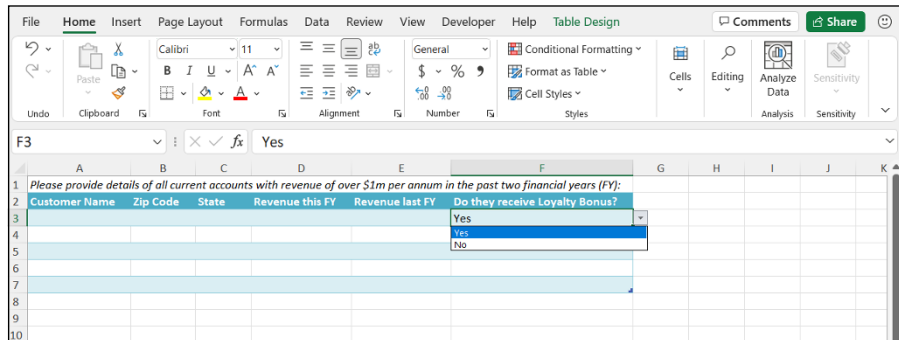 File Home Insert Page Layout Formulas Data Review View Developer Help Table Design Comments Share
Calibri 11 General Conditional Formatting
Paste B I U A^ A˅ $ % 9 Format as Table Cells Editing Analyze Data Sensitivity
A Cell Styles
Undo Clipboard Font Alignment Number Styles Analysis Sensitivity
F3 fx Yes
A B C D E F G H I J K
1 Please provide details of all current accounts with revenue of over $1m per annum in the past two financial years (FY):
2 Customer Name Zip Code State Revenue this FY Revenue last FY Do they receive Loyalty Bonus?
3 Yes
4 Yes
No
5
6
7
8
9
10